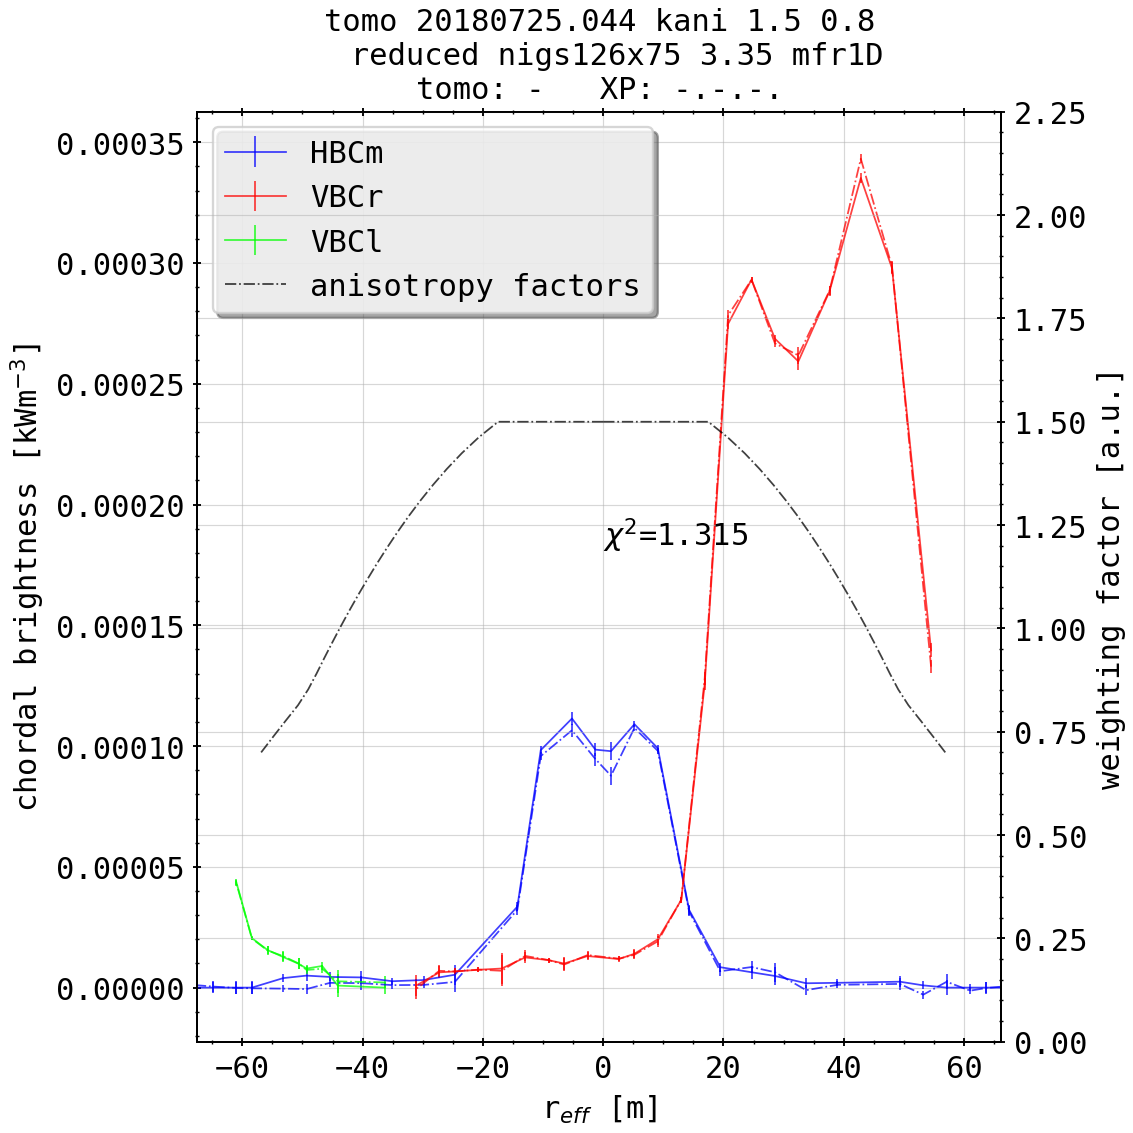 tomo 20180725.044 kani 1.5 0.8
reduced nigs126x75 3.35 mfr1D
tomo: -   XP: -.-.-.
HBCm
VBCr
VBCl
anisotropy factors
χ²=1.315
chordal brightness [kWm⁻³]
0.00035
0.00030
0.00025
0.00020
0.00015
0.00010
0.00005
0.00000
2.25
2.00
1.75
1.50
1.25
1.00
0.75
0.50
0.25
0.00
weighting factor [a.u.]
−60 −40 −20 0 20 40 60
r_eff [m]